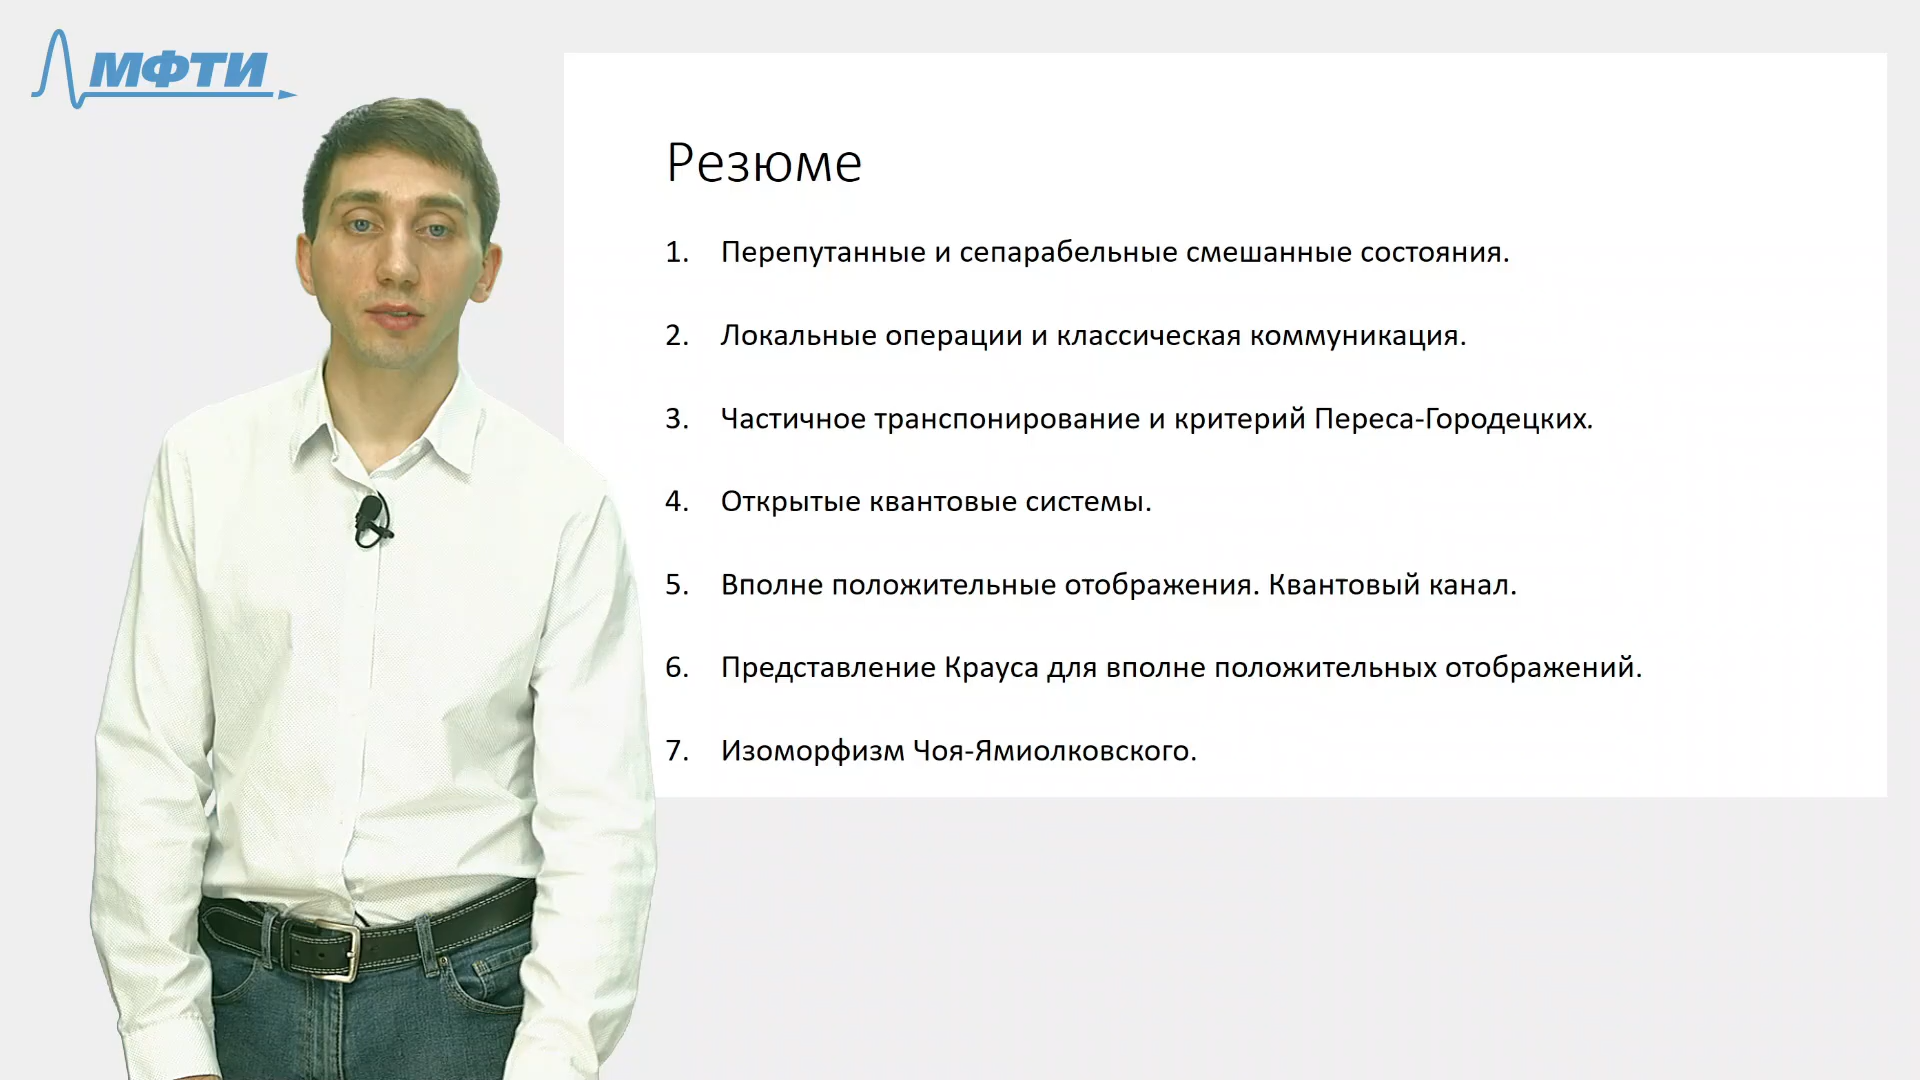 МФТИ
Резюме
1. Перепутанные и сепарабельные смешанные состояния.
2. Локальные операции и классическая коммуникация.
3. Частичное транспонирование и критерий Переса-Городецких.
4. Открытые квантовые системы.
5. Вполне положительные отображения. Квантовый канал.
6. Представление Крауса для вполне положительных отображений.
7. Изоморфизм Чоя-Ямиолковского.